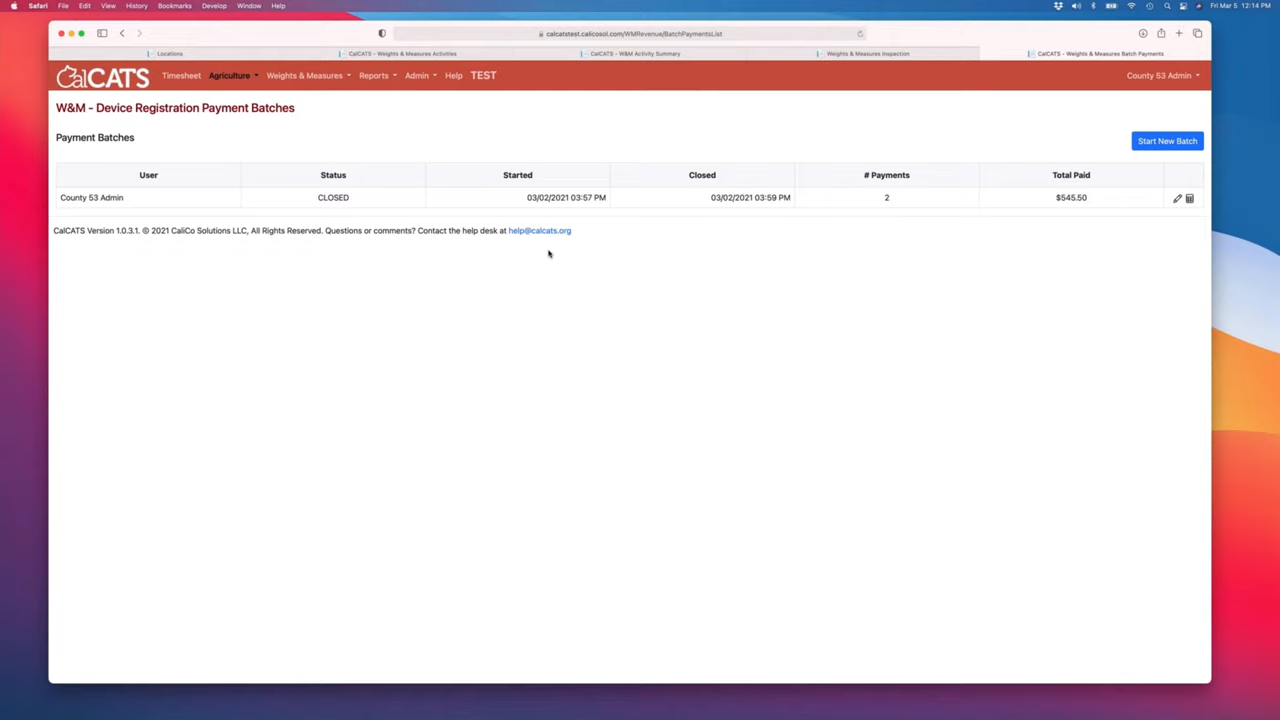 Safari File Edit View History Bookmarks Develop Window Help Fri Mar 5 12:14 PM
calcatstest.calicosol.com/WMRevenue/BatchPaymentsList
Locations CalCATS - Weights & Measures Activities CalCATS - W&M Activity Summary Weights & Measures Inspection CalCATS - Weights & Measures Batch Payments
CalCATS Timesheet Agriculture Weights & Measures Reports Admin Help TEST County 53 Admin
W&M - Device Registration Payment Batches
Payment Batches
Start New Batch
User Status Started Closed # Payments Total Paid
County 53 Admin CLOSED 03/02/2021 03:57 PM 03/02/2021 03:59 PM 2 $545.50
CalCATS Version 1.0.3.1. © 2021 CaliCo Solutions LLC, All Rights Reserved. Questions or comments? Contact the help desk at help@calcats.org